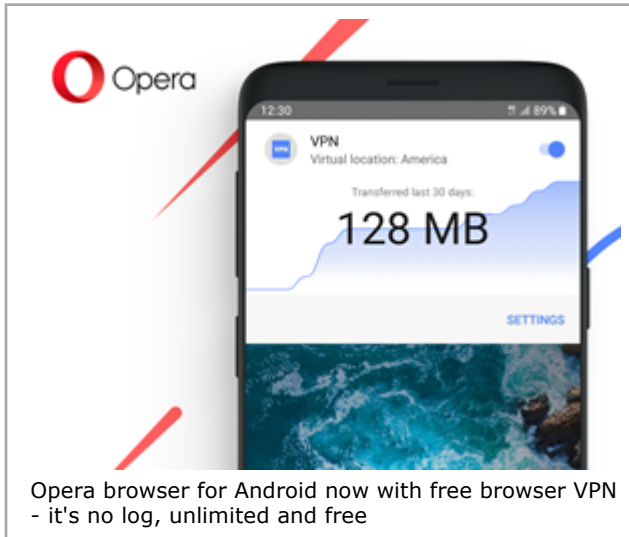 Opera
12:30
89%
VPN
VPN
Virtual location: America
Transferred last 30 days:
128 MB
SETTINGS
Opera browser for Android now with free browser VPN
- it's no log, unlimited and free